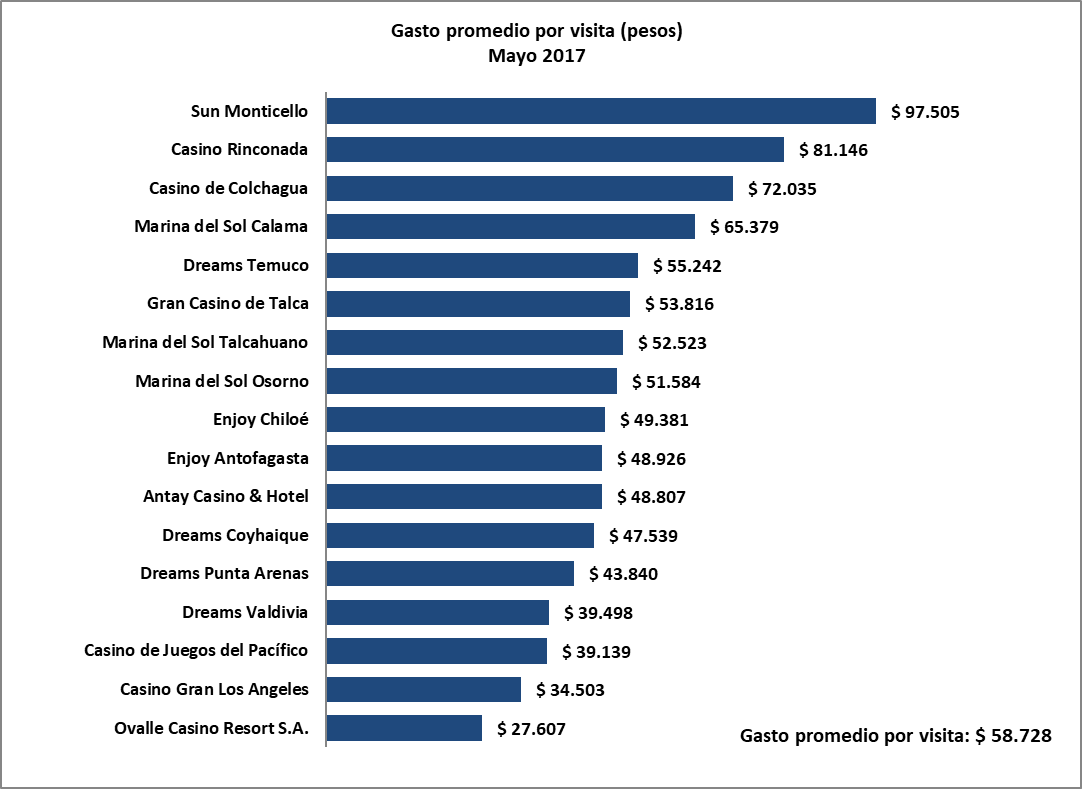 Gasto promedio por visita (pesos)
Mayo 2017
Sun Monticello $ 97.505
Casino Rinconada $ 81.146
Casino de Colchagua $ 72.035
Marina del Sol Calama $ 65.379
Dreams Temuco $ 55.242
Gran Casino de Talca $ 53.816
Marina del Sol Talcahuano $ 52.523
Marina del Sol Osorno $ 51.584
Enjoy Chiloé $ 49.381
Enjoy Antofagasta $ 48.926
Antay Casino & Hotel $ 48.807
Dreams Coyhaique $ 47.539
Dreams Punta Arenas $ 43.840
Dreams Valdivia $ 39.498
Casino de Juegos del Pacífico $ 39.139
Casino Gran Los Angeles $ 34.503
Ovalle Casino Resort S.A. $ 27.607
Gasto promedio por visita: $ 58.728